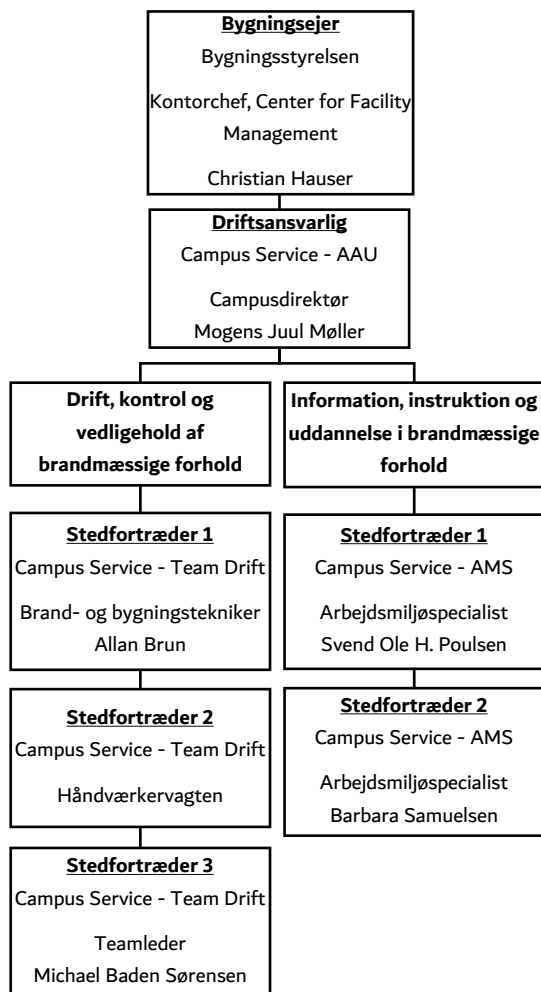 Bygningsejer
Bygningsstyrelsen
Kontorchef, Center for Facility
Management
Christian Hauser
Driftsansvarlig
Campus Service - AAU
Campusdirektør
Mogens Juul Møller
Drift, kontrol og
vedligehold af
brandmæssige forhold
Stedfortræder 1
Campus Service - Team Drift
Brand- og bygningstekniker
Allan Brun
Stedfortræder 2
Campus Service - Team Drift
Håndværkervagten
Stedfortræder 3
Campus Service - Team Drift
Teamleder
Michael Baden Sørensen
Information, instruktion og
uddannelse i brandmæssige
forhold
Stedfortræder 1
Campus Service - AMS
Arbejdsmiljøspecialist
Svend Ole H. Poulsen
Stedfortræder 2
Campus Service - AMS
Arbejdsmiljøspecialist
Barbara Samuelsen